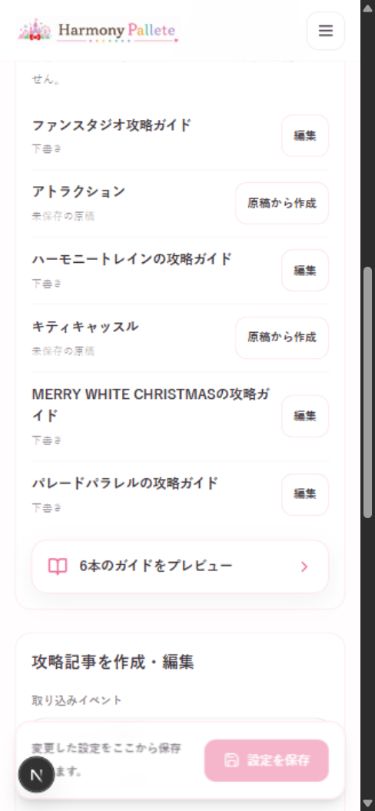 Harmony Pallete
せん。
ファンスタジオ攻略ガイド
編集
下書き
アトラクション
原稿から作成
未保存の原稿
ハーモニートレインの攻略ガイド
編集
下書き
キティキャッスル
原稿から作成
未保存の原稿
MERRY WHITE CHRISTMASの攻略ガ
イド
編集
下書き
パレードパラレルの攻略ガイド
編集
下書き
6本のガイドをプレビュー
攻略記事を作成・編集
取り込みイベント
変更した設定をここから保存
ます。
設定を保存
N